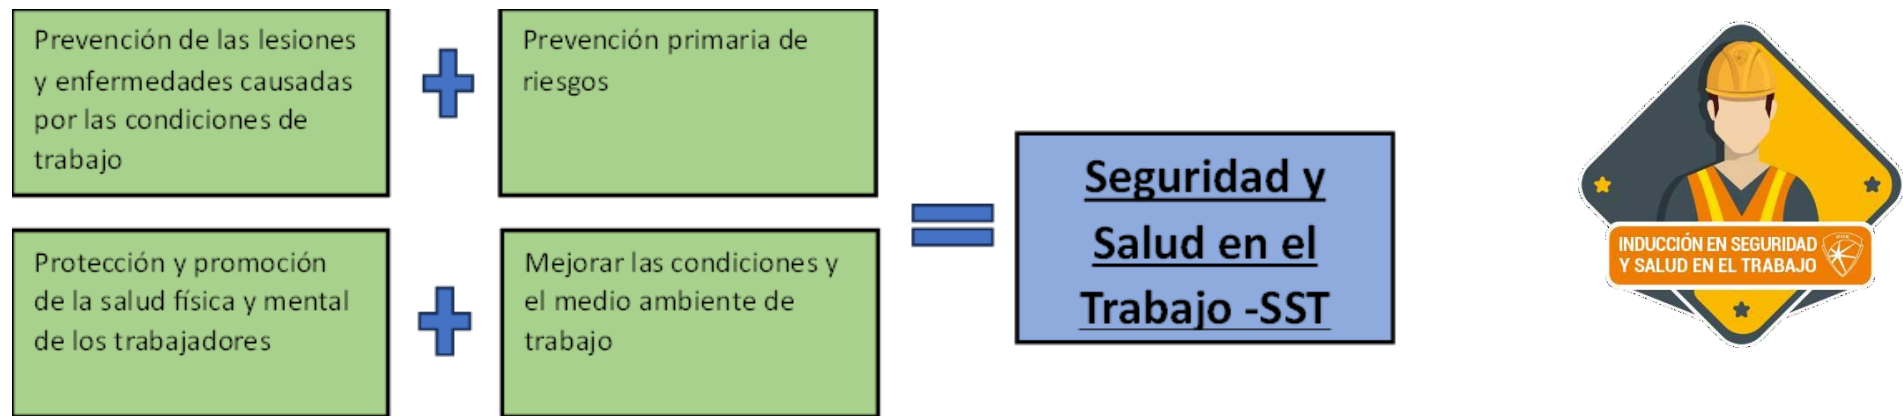 Prevención de las lesiones
y enfermedades causadas
por las condiciones de
trabajo
Prevención primaria de
riesgos
Protección y promoción
de la salud física y mental
de los trabajadores
Mejorar las condiciones y
el medio ambiente de
trabajo
Seguridad y
Salud en el
Trabajo -SST
INDUCCIÓN EN SEGURIDAD
Y SALUD EN EL TRABAJO